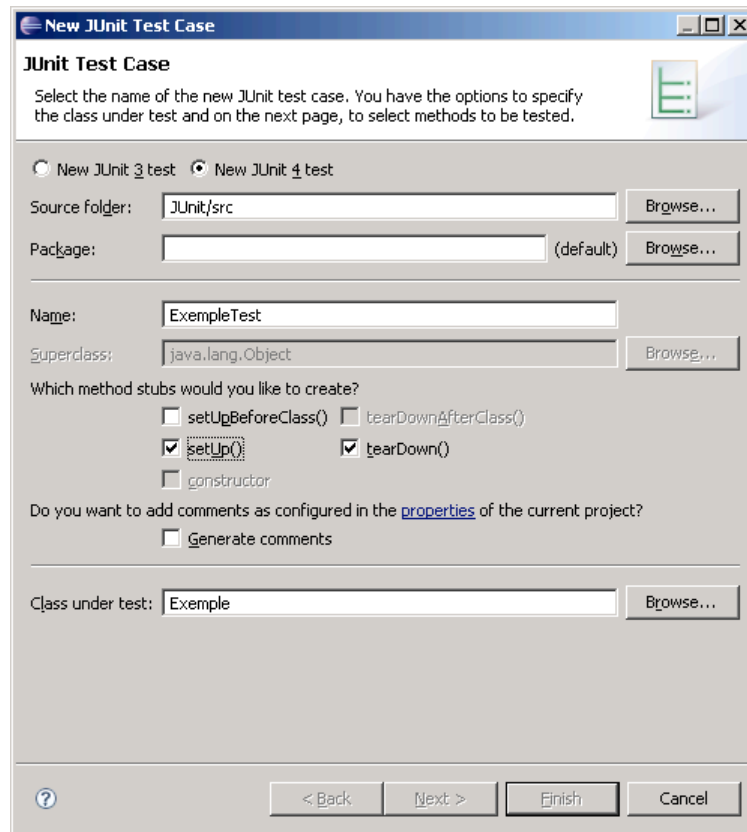 New JUnit Test Case
JUnit Test Case
Select the name of the new JUnit test case. You have the options to specify
the class under test and on the next page, to select methods to be tested.
New JUnit 3 test New JUnit 4 test
Source folder: JUnit/src Browse...
Package: (default) Browse...
Name: ExempleTest
Superclass: java.lang.Object Browse...
Which method stubs would you like to create?
setUpBeforeClass() tearDownAfterClass()
setUp() tearDown()
constructor
Do you want to add comments as configured in the properties of the current project?
Generate comments
Class under test: Exemple Browse...
? < Back Next > Finish Cancel